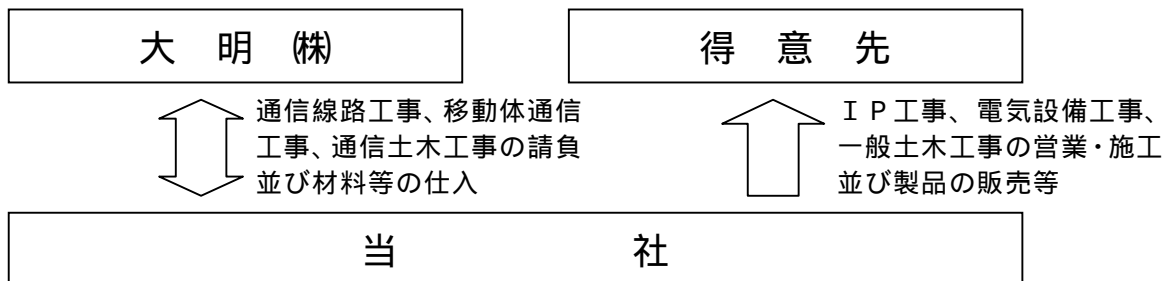 大 明 ㈱
得 意 先
通信線路工事、移動体通信
工事、通信土木工事の請負
並び材料等の仕入
ＩＰ工事、電気設備工事、
一般土木工事の営業・施工
並び製品の販売等
当 社